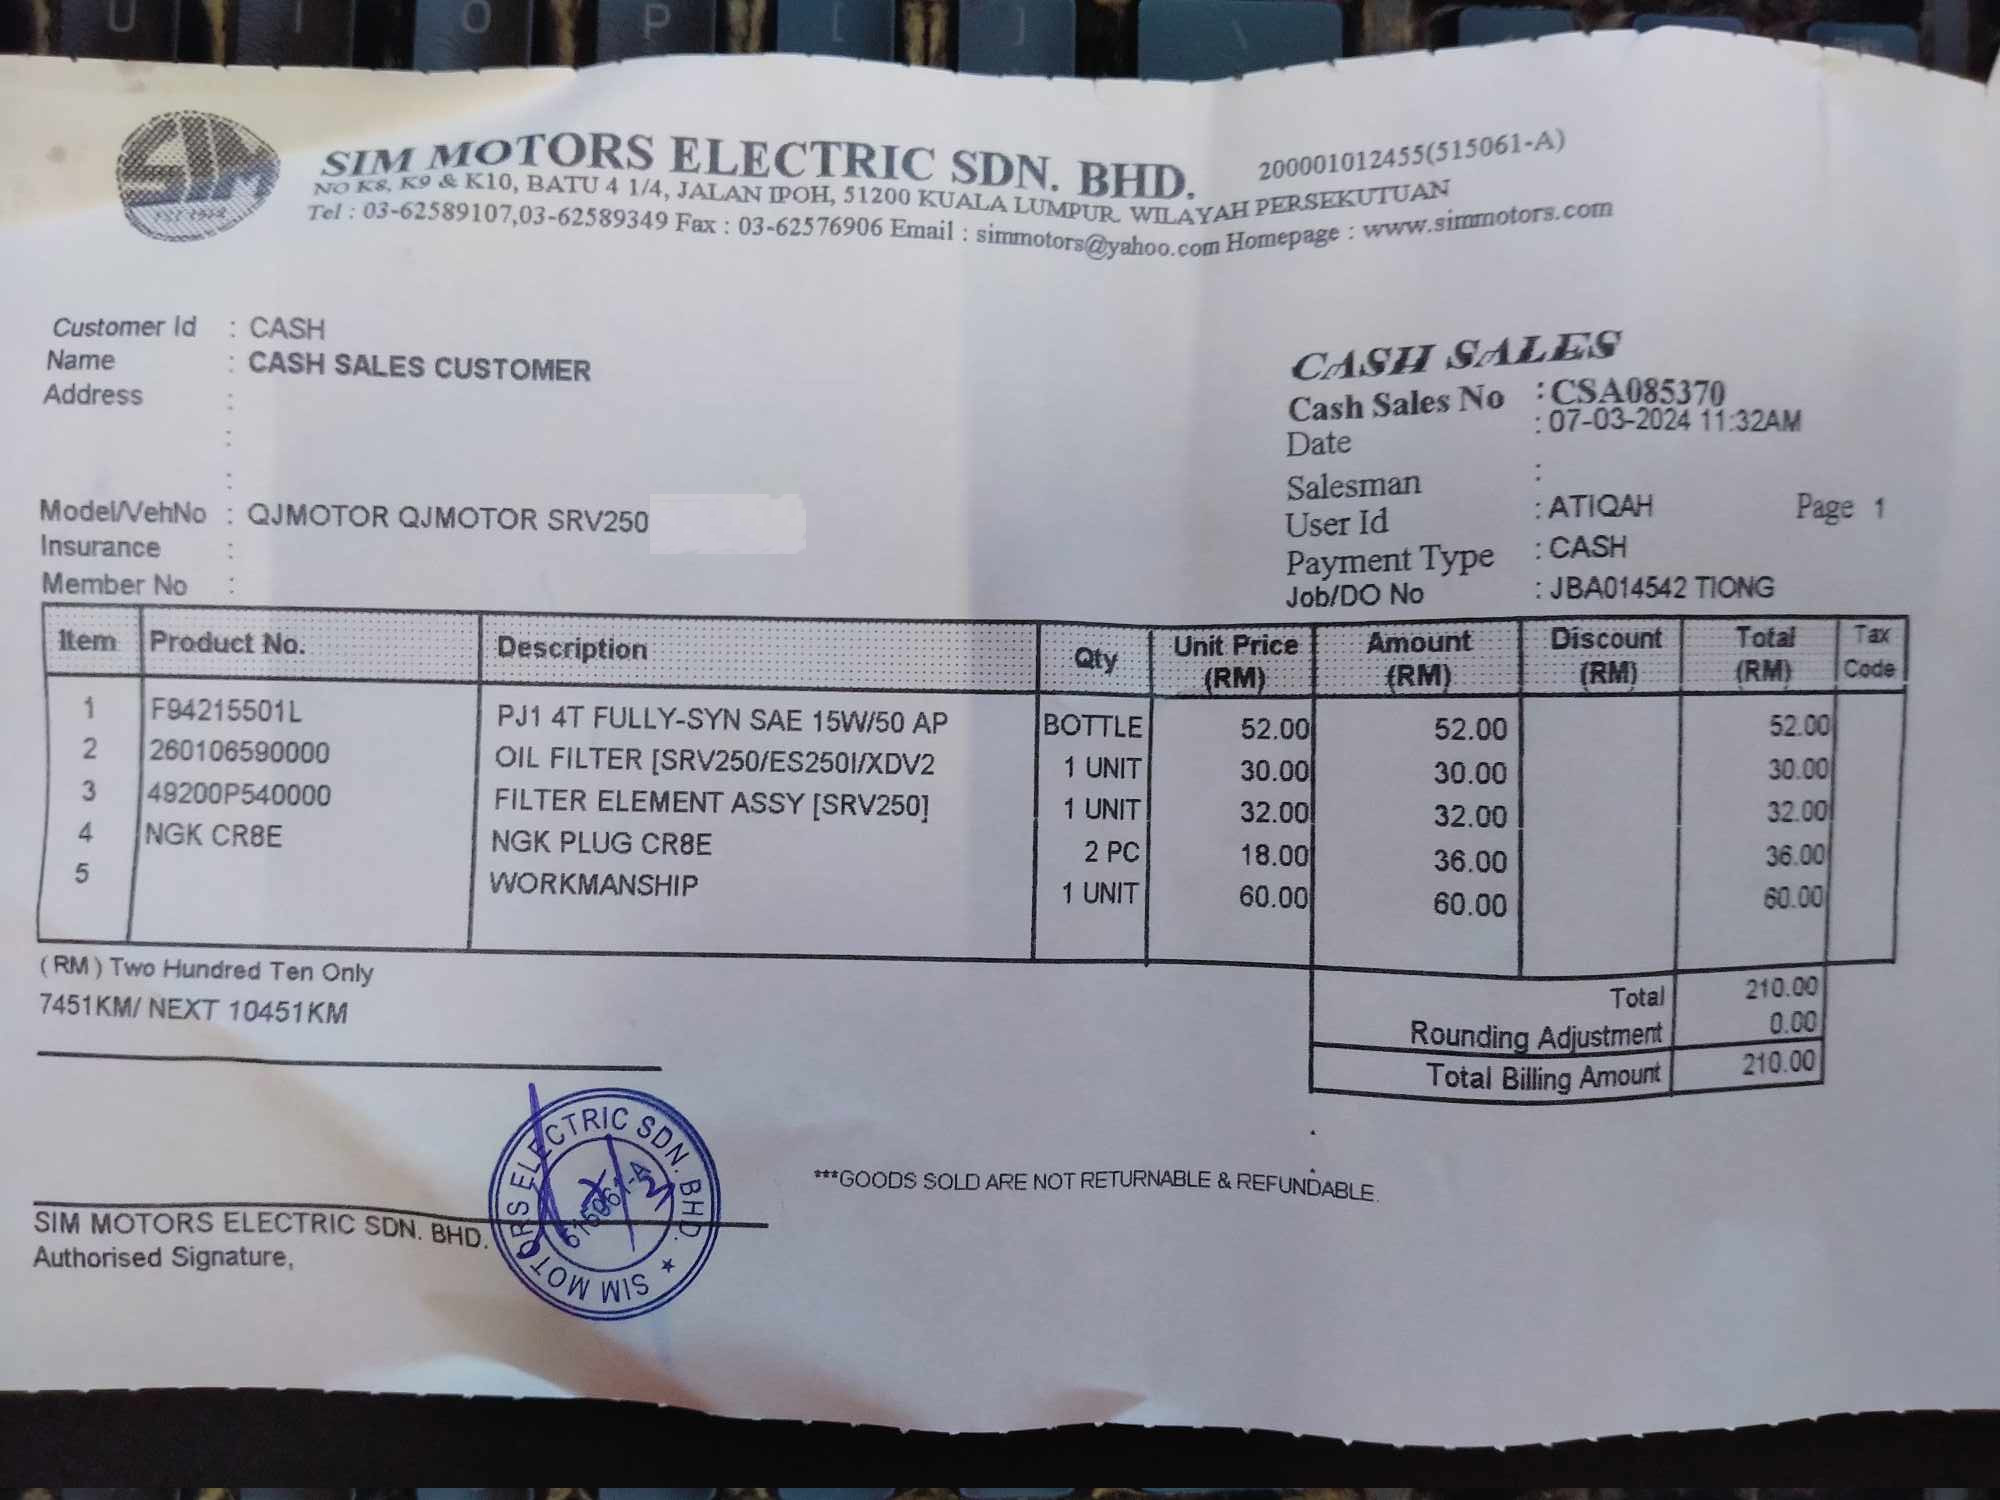 U I O P [ ] \
SIM
EST 1952
SIM MOTORS ELECTRIC SDN. BHD. 200001012455(515061-A)
NO K8, K9 & K10, BATU 4 1/4, JALAN IPOH, 51200 KUALA LUMPUR. WILAYAH PERSEKUTUAN
Tel : 03-62589107,03-62589349 Fax : 03-62576906 Email : simmotors@yahoo.com Homepage : www.simmotors.com
Customer Id : CASH
Name : CASH SALES CUSTOMER
Address :
:
:
Model/VehNo : QJMOTOR QJMOTOR SRV250
Insurance :
Member No :
CASH SALES
Cash Sales No : CSA085370
Date : 07-03-2024 11:32AM
Salesman :
User Id : ATIQAH Page 1
Payment Type : CASH
Job/DO No : JBA014542 TIONG
Item Product No. Description Qty Unit Price (RM) Amount (RM) Discount (RM) Total (RM) Tax Code
1 F94215501L PJ1 4T FULLY-SYN SAE 15W/50 AP BOTTLE 52.00 52.00 52.00
2 260106590000 OIL FILTER [SRV250/ES250I/XDV2 1 UNIT 30.00 30.00 30.00
3 49200P540000 FILTER ELEMENT ASSY [SRV250] 1 UNIT 32.00 32.00 32.00
4 NGK CR8E NGK PLUG CR8E 2 PC 18.00 36.00 36.00
5 WORKMANSHIP 1 UNIT 60.00 60.00 60.00
(RM) Two Hundred Ten Only
7451KM/ NEXT 10451KM
Total 210.00
Rounding Adjustment 0.00
Total Billing Amount 210.00
***GOODS SOLD ARE NOT RETURNABLE & REFUNDABLE.
SIM MOTORS ELECTRIC SDN. BHD.
Authorised Signature,
SIM MOTORS ELECTRIC SDN. BHD. ★
515061-A